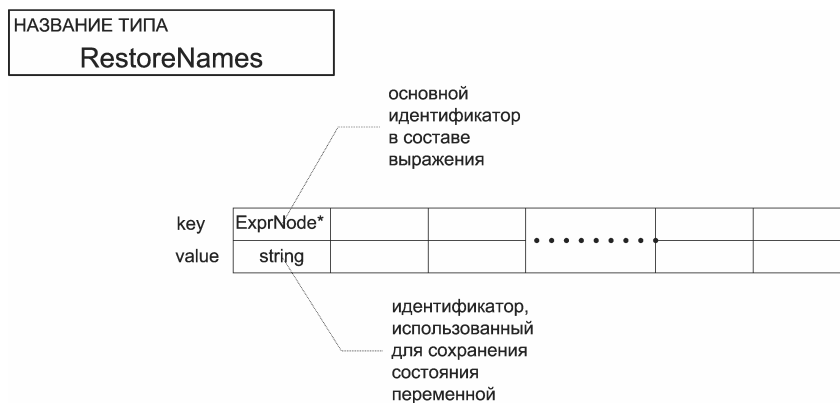 НАЗВАНИЕ ТИПА
RestoreNames
основной
идентификатор
в составе
выражения
key
ExprNode*
value
string
идентификатор,
использованный
для сохранения
состояния
переменной